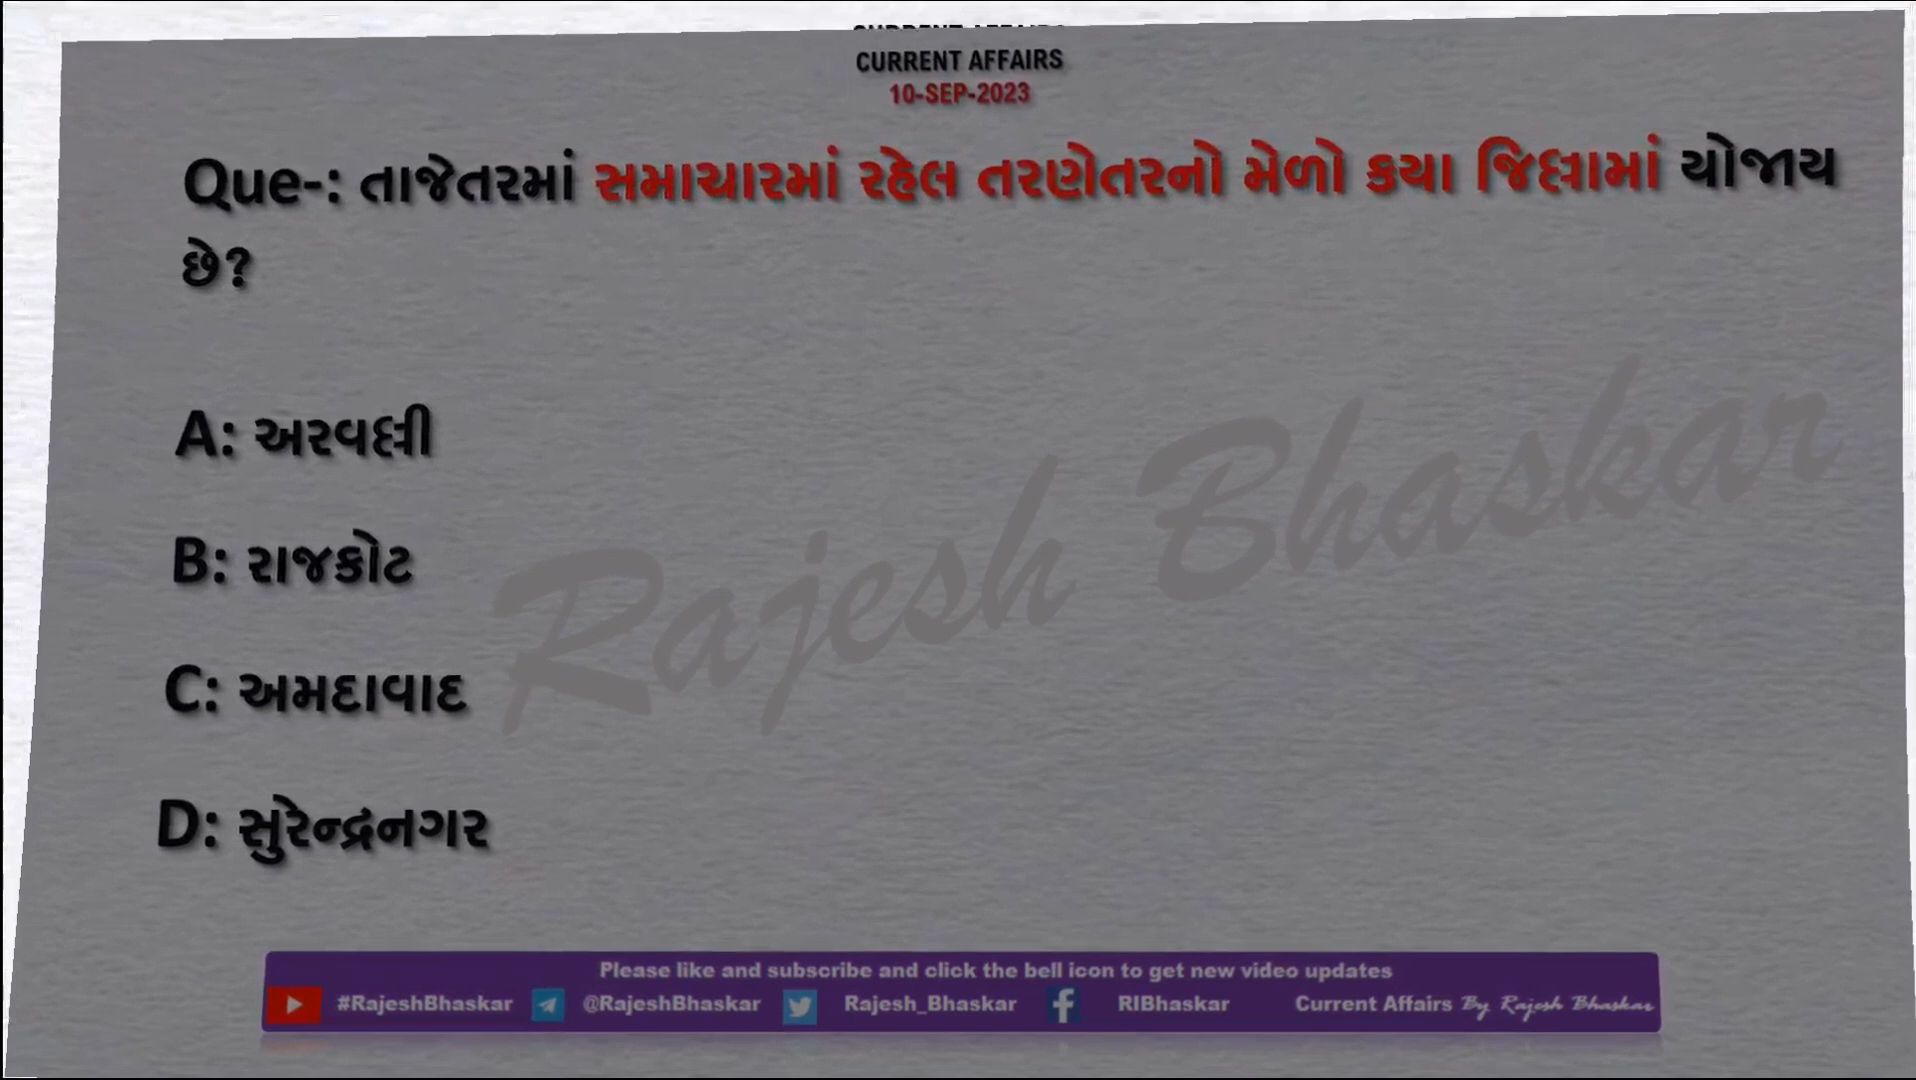 CURRENT AFFAIRS
CURRENT AFFAIRS
10-SEP-2023
Que-: તાજેતરમાં સમાચારમાં રહેલ તરણેતરનો મેળો કયા જિલ્લામાં યોજાય
છે?
A: અરવલ્લી
B: રાજકોટ
C: અમદાવાદ
D: સુરેન્દ્રનગર
Rajesh Bhaskar
Please like and subscribe and click the bell icon to get new video updates
#RajeshBhaskar @RajeshBhaskar Rajesh_Bhaskar RIBhaskar Current Affairs By Rajesh Bhaskar